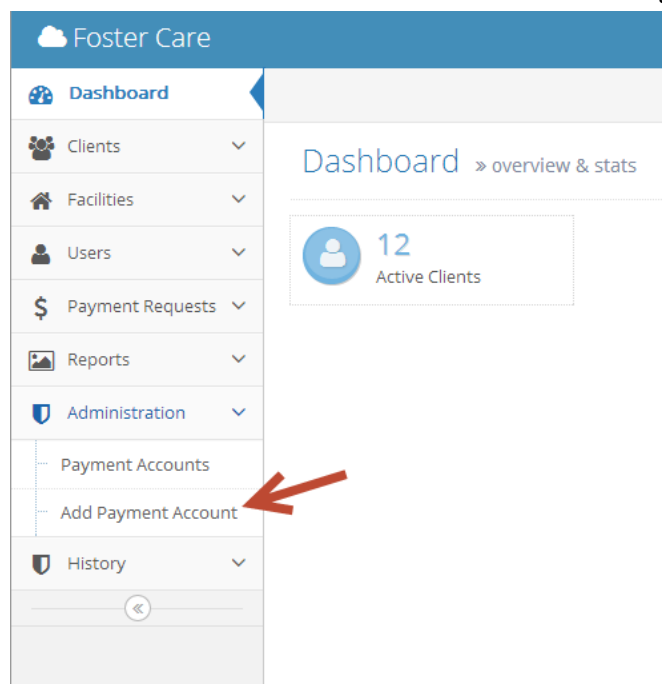 Foster Care
Dashboard
Clients
Facilities
Users
Payment Requests
Reports
Administration
Payment Accounts
Add Payment Account
History
Dashboard » overview & stats
12
Active Clients